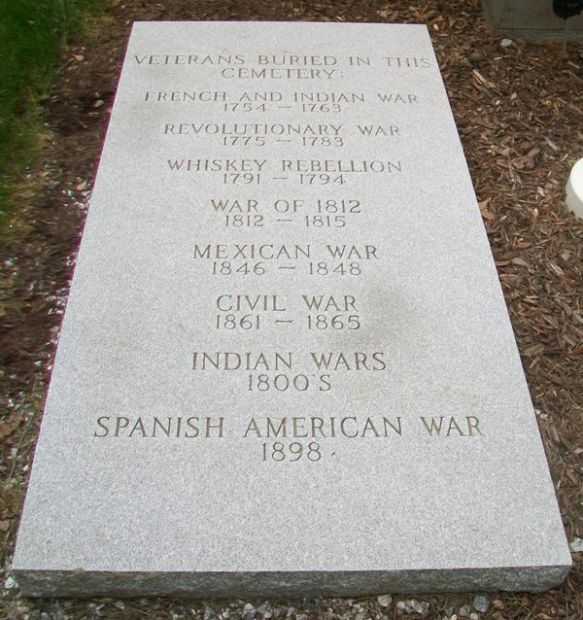 VETERANS BURIED IN THIS
CEMETERY:
FRENCH AND INDIAN WAR
1754 – 1763
REVOLUTIONARY WAR
1775 – 1783
WHISKEY REBELLION
1791 – 1794
WAR OF 1812
1812 – 1815
MEXICAN WAR
1846 – 1848
CIVIL WAR
1861 – 1865
INDIAN WARS
1800'S
SPANISH AMERICAN WAR
1898